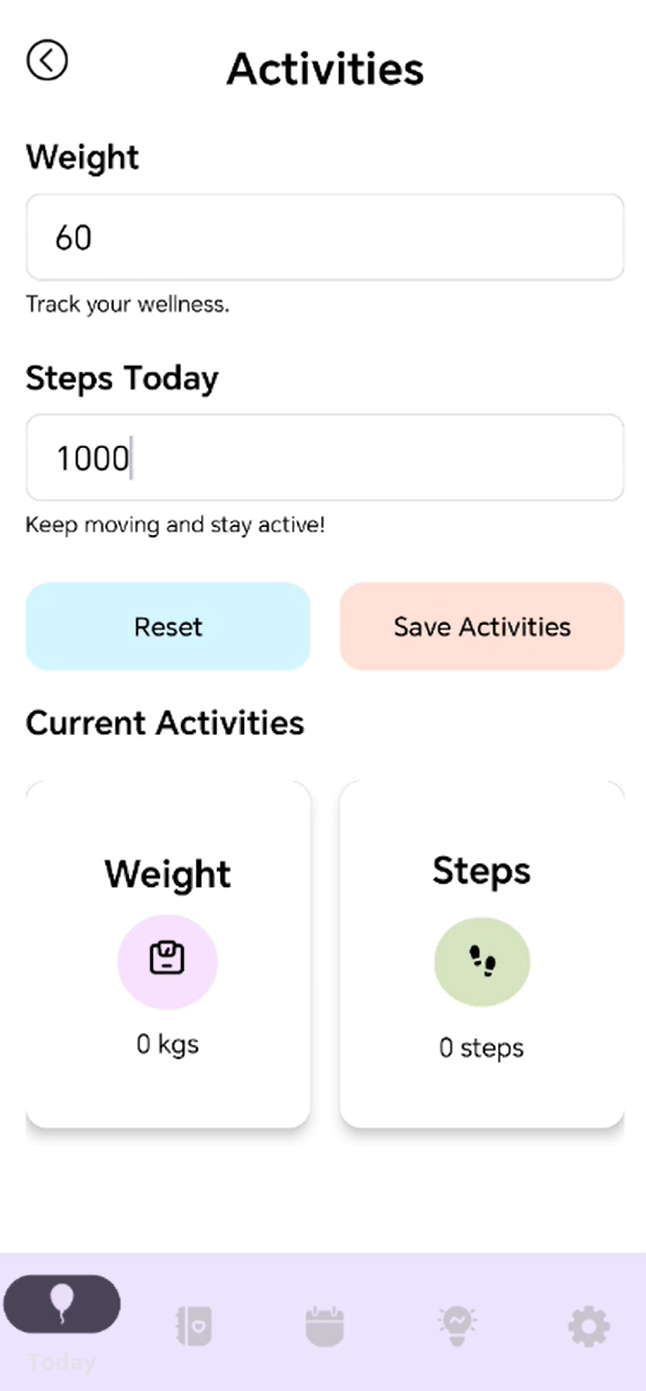 Activities
Weight
60
Track your wellness.
Steps Today
1000
Keep moving and stay active!
Reset
Save Activities
Current Activities
Weight
Steps
0 kgs
0 steps
Today